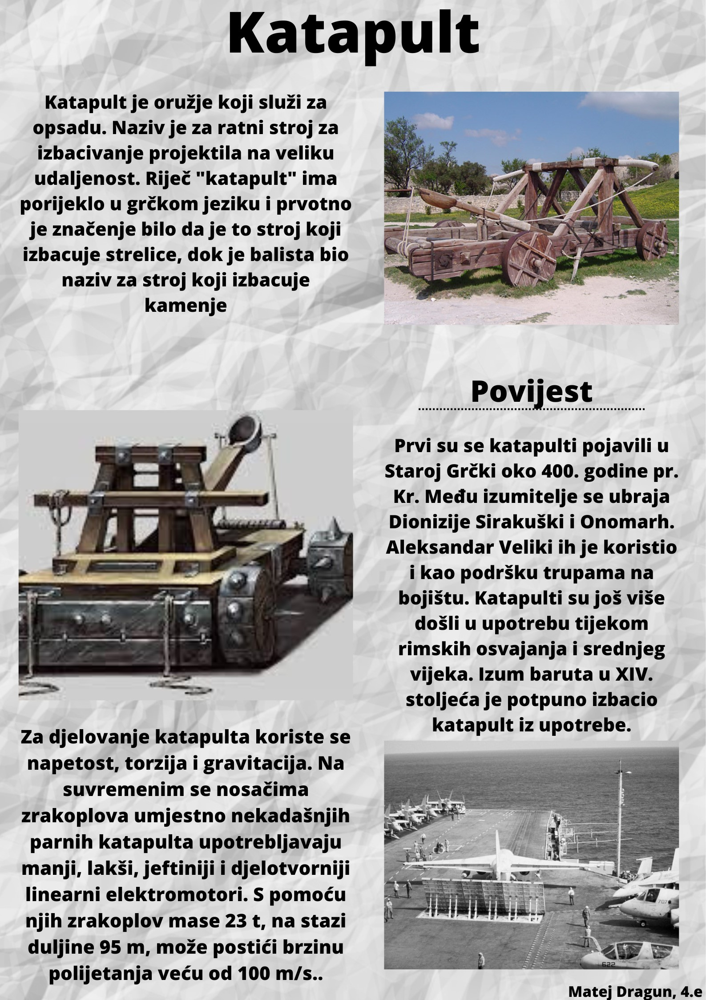 Katapult
Katapult je oružje koji služi za
opsadu. Naziv je za ratni stroj za
izbacivanje projektila na veliku
udaljenost. Riječ "katapult" ima
porijeklo u grčkom jeziku i prvotno
je značenje bilo da je to stroj koji
izbacuje strelice, dok je balista bio
naziv za stroj koji izbacuje
kamenje
Povijest
Prvi su se katapulti pojavili u
Staroj Grčki oko 400. godine pr.
Kr. Među izumitelje se ubraja
Dionizije Sirakuški i Onomarh.
Aleksandar Veliki ih je koristio
i kao podršku trupama na
bojištu. Katapulti su još više
došli u upotrebu tijekom
rimskih osvajanja i srednjeg
vijeka. Izum baruta u XIV.
stoljeća je potpuno izbacio
katapult iz upotrebe.
Za djelovanje katapulta koriste se
napetost, torzija i gravitacija. Na
suvremenim se nosačima
zrakoplova umjestno nekadašnjih
parnih katapulta upotrebljavaju
manji, lakši, jeftiniji i djelotvorniji
linearni elektromotori. S pomoću
njih zrakoplov mase 23 t, na stazi
duljine 95 m, može postići brzinu
polijetanja veću od 100 m/s..
707
622
Matej Dragun, 4.e